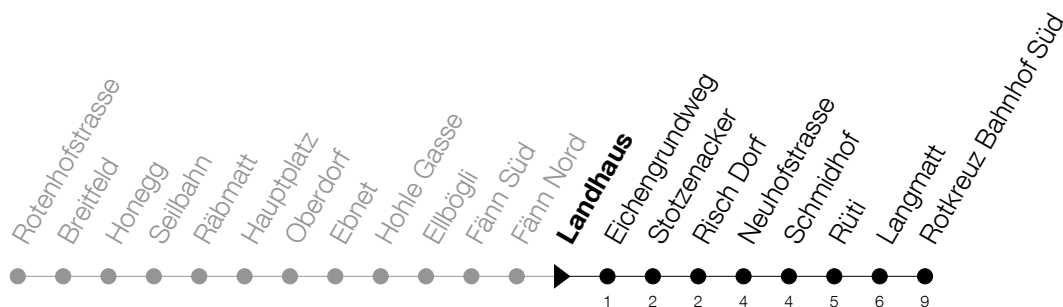 Rotenhofstrasse
Breitfeld
Honegg
Seilbahn
Räbmatt
Hauptplatz
Oberdorf
Ebnet
Hohle Gasse
Ellbögli
Fänn Süd
Fänn Nord
Landhaus
Eichengrundweg
Stotzenacker
Risch Dorf
Neuhofstrasse
Schmidhof
Rüti
Langmatt
Rotkreuz Bahnhof Süd
1 2 2 4 4 5 6 9